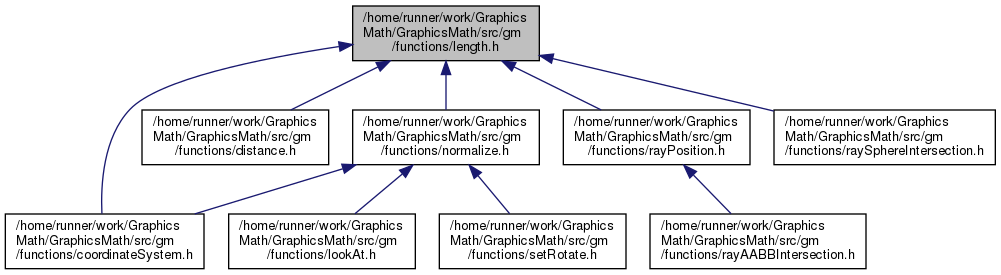 /home/runner/work/Graphics
Math/GraphicsMath/src/gm
/functions/length.h
/home/runner/work/Graphics
Math/GraphicsMath/src/gm
/functions/distance.h
/home/runner/work/Graphics
Math/GraphicsMath/src/gm
/functions/normalize.h
/home/runner/work/Graphics
Math/GraphicsMath/src/gm
/functions/rayPosition.h
/home/runner/work/Graphics
Math/GraphicsMath/src/gm
/functions/raySphereIntersection.h
/home/runner/work/Graphics
Math/GraphicsMath/src/gm
/functions/coordinateSystem.h
/home/runner/work/Graphics
Math/GraphicsMath/src/gm
/functions/lookAt.h
/home/runner/work/Graphics
Math/GraphicsMath/src/gm
/functions/setRotate.h
/home/runner/work/Graphics
Math/GraphicsMath/src/gm
/functions/rayAABBIntersection.h